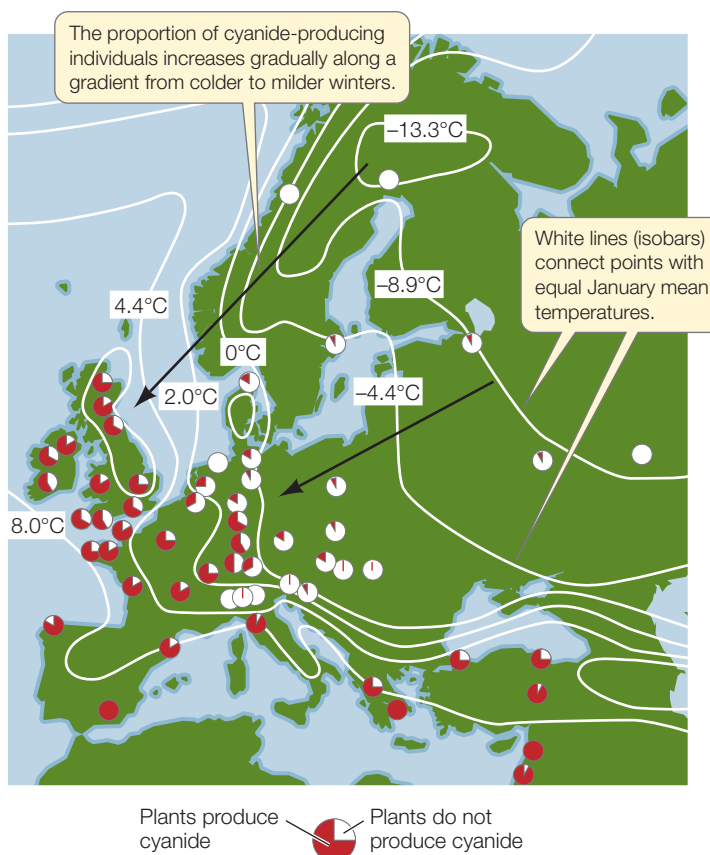 The proportion of cyanide-producing
individuals increases gradually along a
gradient from colder to milder winters.
–13.3°C
White lines (isobars)
connect points with
equal January mean
temperatures.
–8.9°C
4.4°C
0°C
2.0°C
–4.4°C
8.0°C
Plants produce
cyanide
Plants do not
produce cyanide